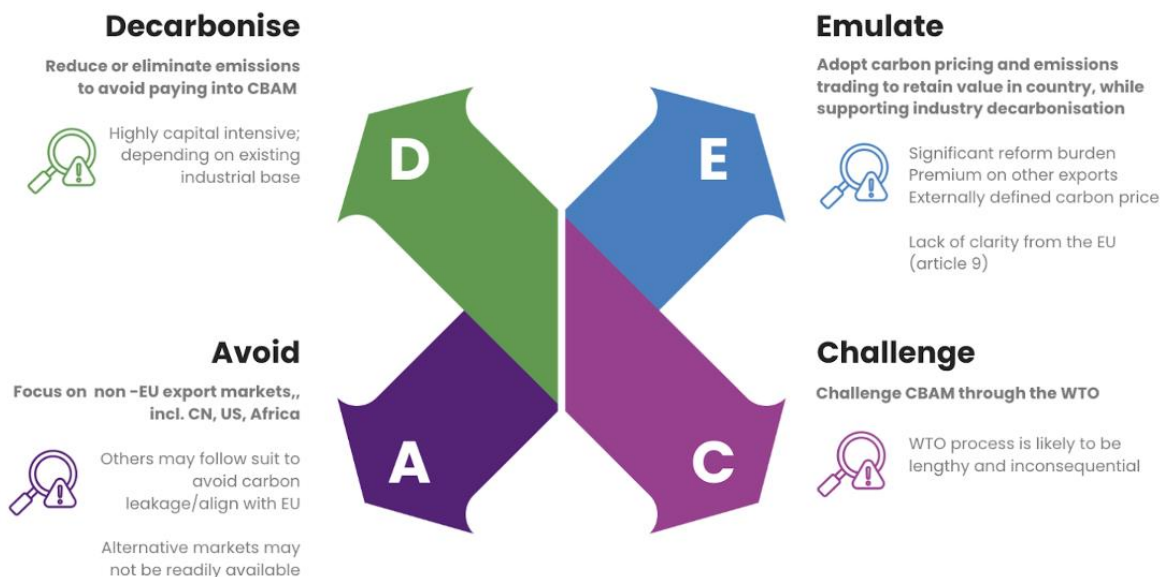 Decarbonise
Reduce or eliminate emissions
to avoid paying into CBAM
Highly capital intensive;
depending on existing
industrial base
D
E
Emulate
Adopt carbon pricing and emissions
trading to retain value in country, while
supporting industry decarbonisation
Significant reform burden
Premium on other exports
Externally defined carbon price
Lack of clarity from the EU
(article 9)
Avoid
Focus on non -EU export markets,,
incl. CN, US, Africa
Others may follow suit to
avoid carbon
leakage/align with EU
Alternative markets may
not be readily available
A
C
Challenge
Challenge CBAM through the WTO
WTO process is likely to be
lengthy and inconsequential